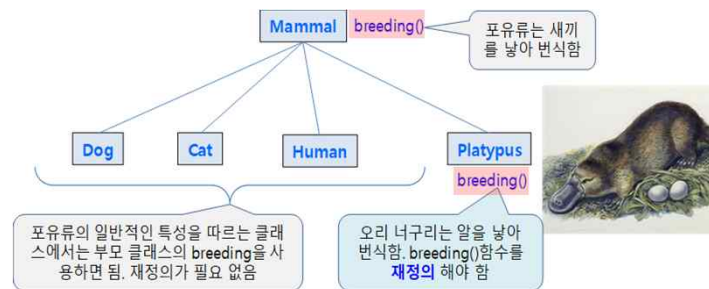 Mammal breeding()
포유류는 새끼
를 낳아 번식함
Dog
Cat
Human
Platypus
breeding()
포유류의 일반적인 특성을 따르는 클래
스에서는 부모 클래스의 breeding을 사
용하면 됨. 재정의가 필요 없음
오리 너구리는 알을 낳아
번식함. breeding()함수를
재정의 해야 함